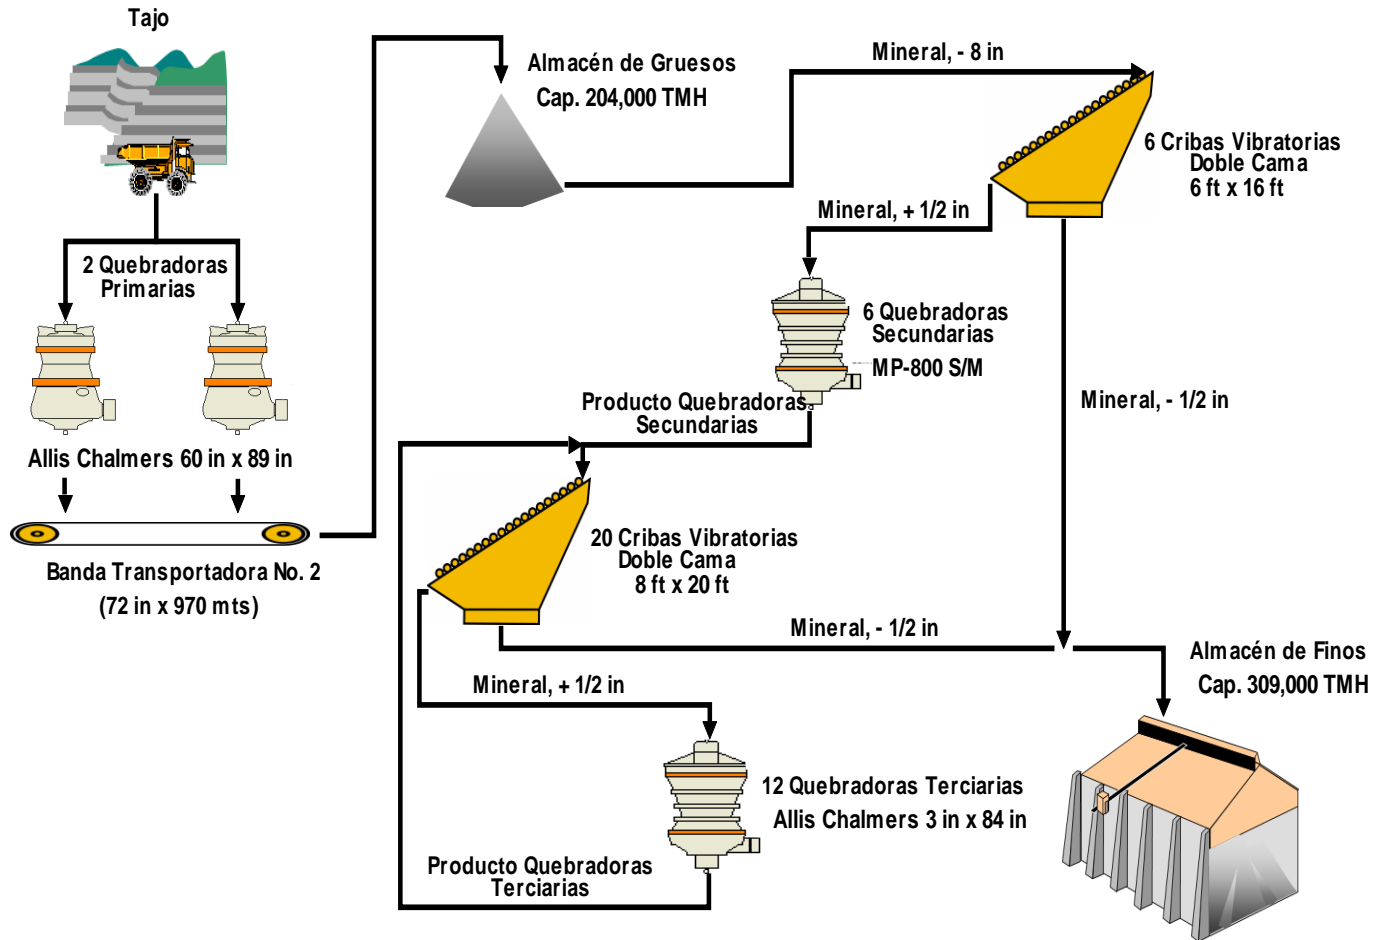 Tajo
Almacén de Gruesos
Cap. 204,000 TMH
Mineral, - 8 in
6 Cribas Vibratorias
Doble Cama
6 ft x 16 ft
Mineral, + 1/2 in
2 Quebradoras
Primarias
6 Quebradoras
Secundarias
MP-800 S/M
Mineral, - 1/2 in
Producto Quebradoras
Secundarias
Allis Chalmers 60 in x 89 in
20 Cribas Vibratorias
Doble Cama
8 ft x 20 ft
Banda Transportadora No. 2
(72 in x 970 mts)
Mineral, - 1/2 in
Almacén de Finos
Cap. 309,000 TMH
Mineral, + 1/2 in
12 Quebradoras Terciarias
Allis Chalmers 3 in x 84 in
Producto Quebradoras
Terciarias